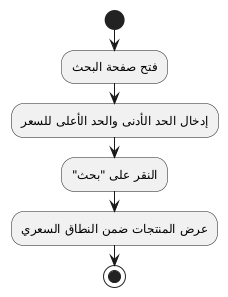 فتح صفحة البحث
إدخال الحد الأدنى والحد الأعلى للسعر
النقر على "بحث"
عرض المنتجات ضمن النطاق السعري